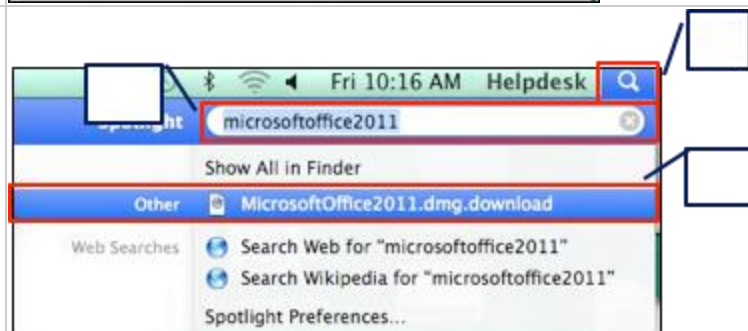 Fri 10:16 AM Helpdesk
microsoftoffice2011
Show All in Finder
Other MicrosoftOffice2011.dmg.download
Web Searches Search Web for "microsoftoffice2011"
Search Wikipedia for "microsoftoffice2011"
Spotlight Preferences...